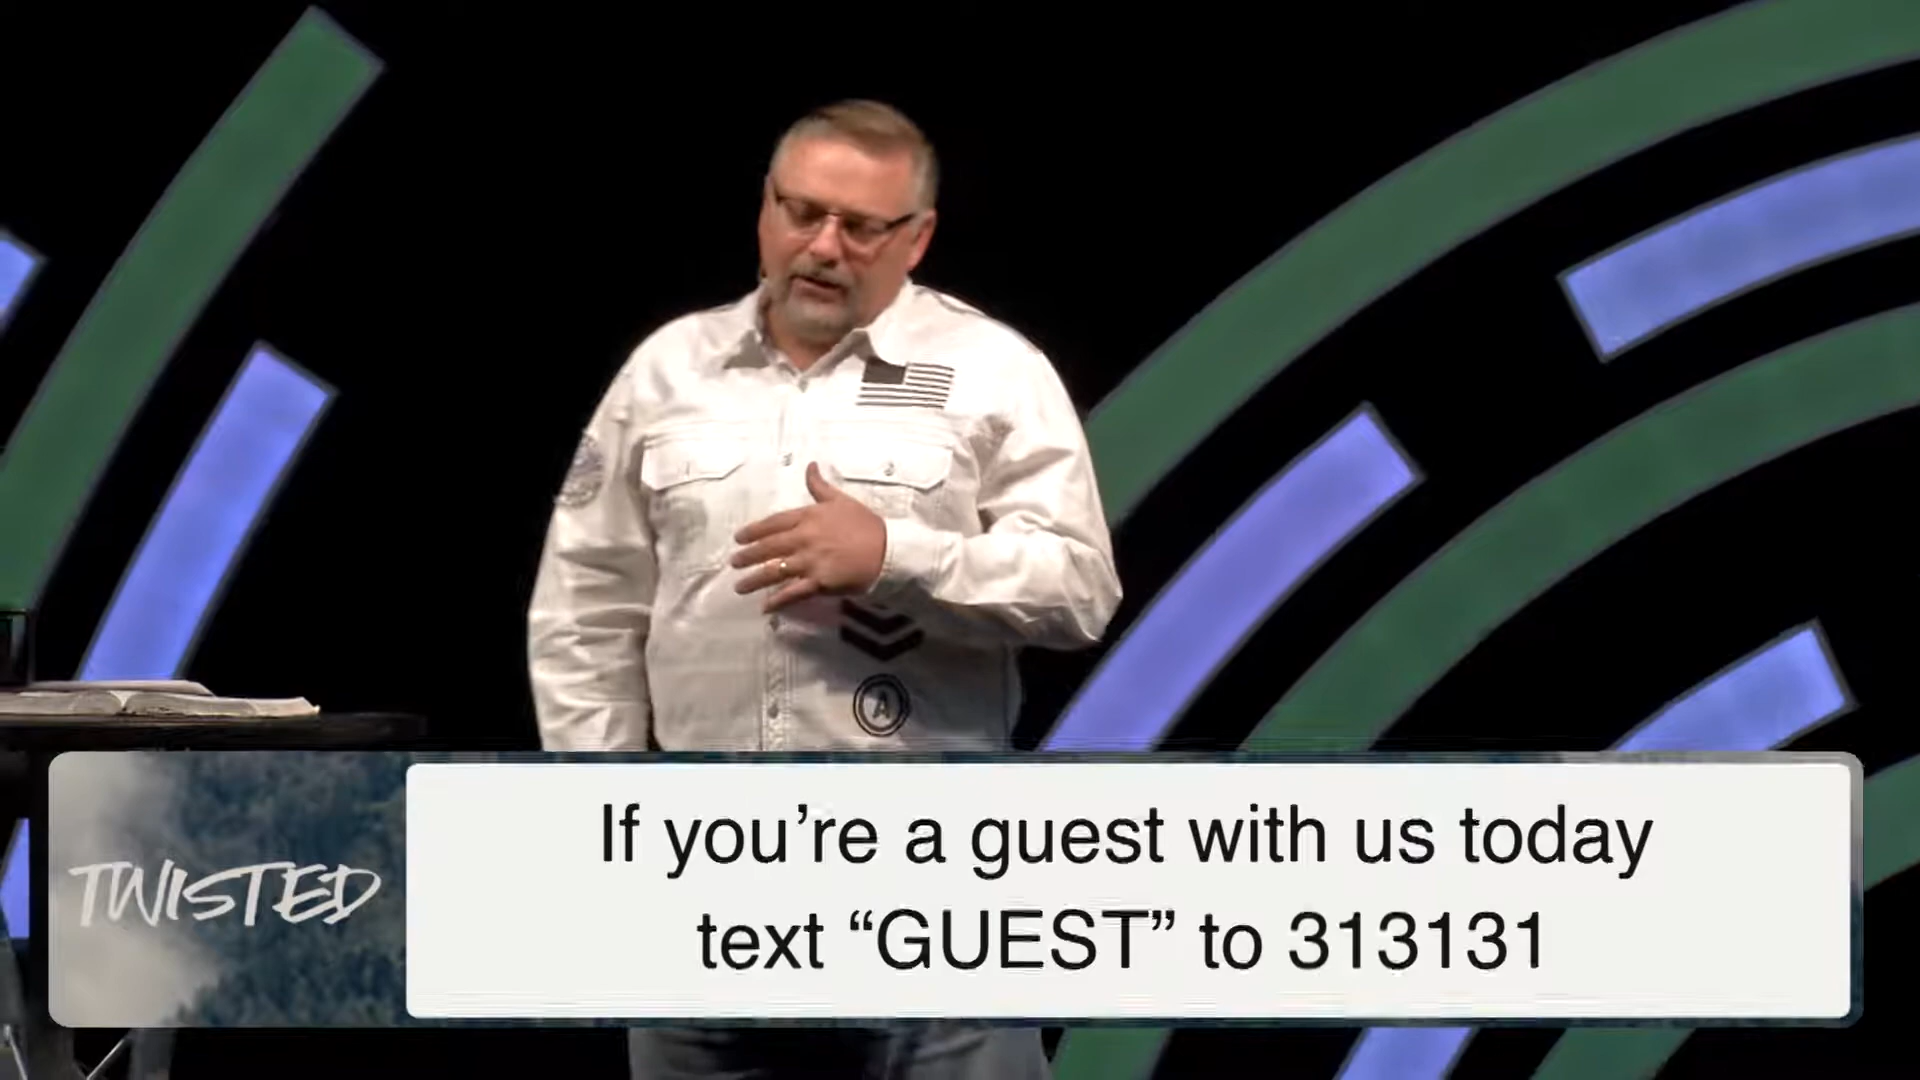 A
TWISTED
If you’re a guest with us today
text “GUEST” to 313131